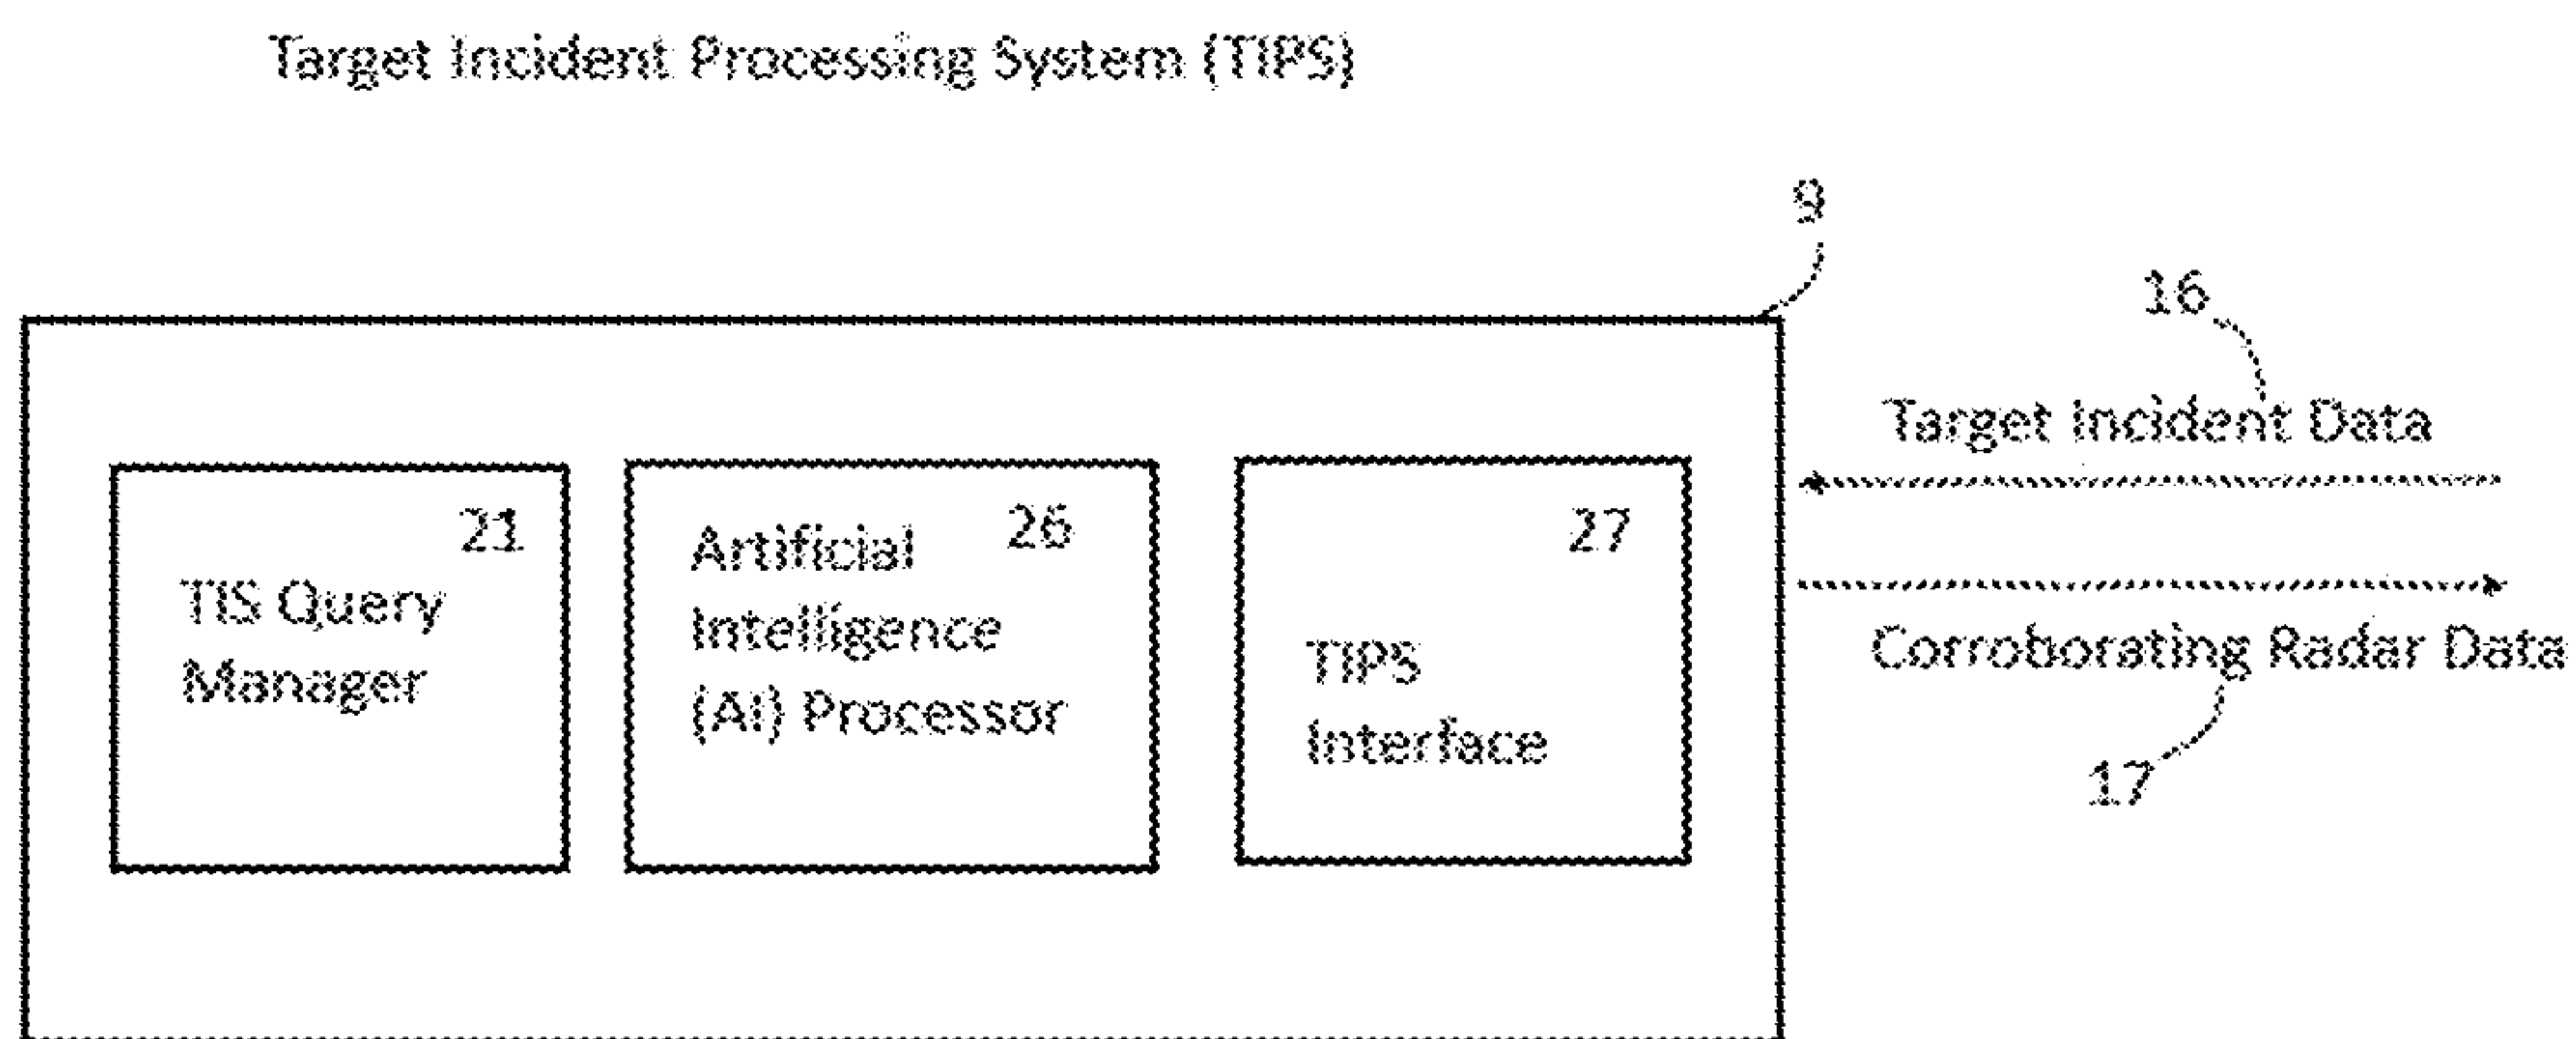 Target Incident Processing System (TIPS)
9
16
Target Incident Data
21
TIS Query
Manager
26
Artificial
Intelligence
(AI) Processor
27
TIPS
Interface
Corroborating Radar Data
17